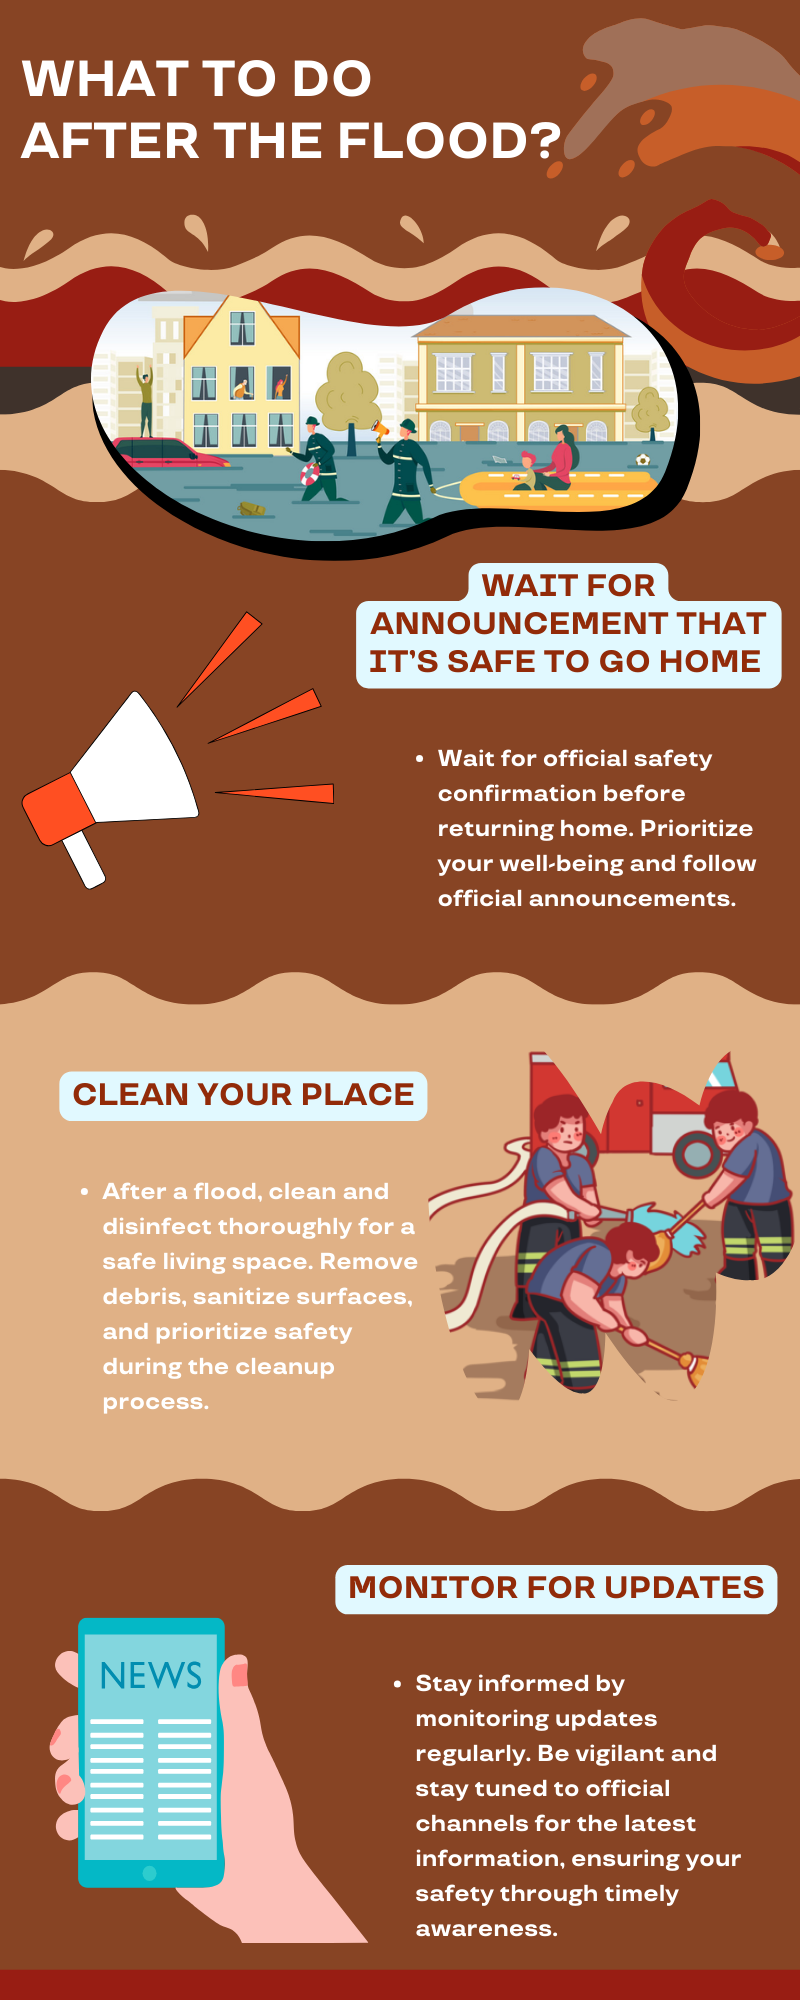 WHAT TO DO
AFTER THE FLOOD?
WAIT FOR
ANNOUNCEMENT THAT
IT'S SAFE TO GO HOME
• Wait for official safety
confirmation before
returning home. Prioritize
your well-being and follow
official announcements.
CLEAN YOUR PLACE
• After a flood, clean and
disinfect thoroughly for a
safe living space. Remove
debris, sanitize surfaces,
and prioritize safety
during the cleanup
process.
MONITOR FOR UPDATES
NEWS
• Stay informed by
monitoring updates
regularly. Be vigilant and
stay tuned to official
channels for the latest
information, ensuring your
safety through timely
awareness.